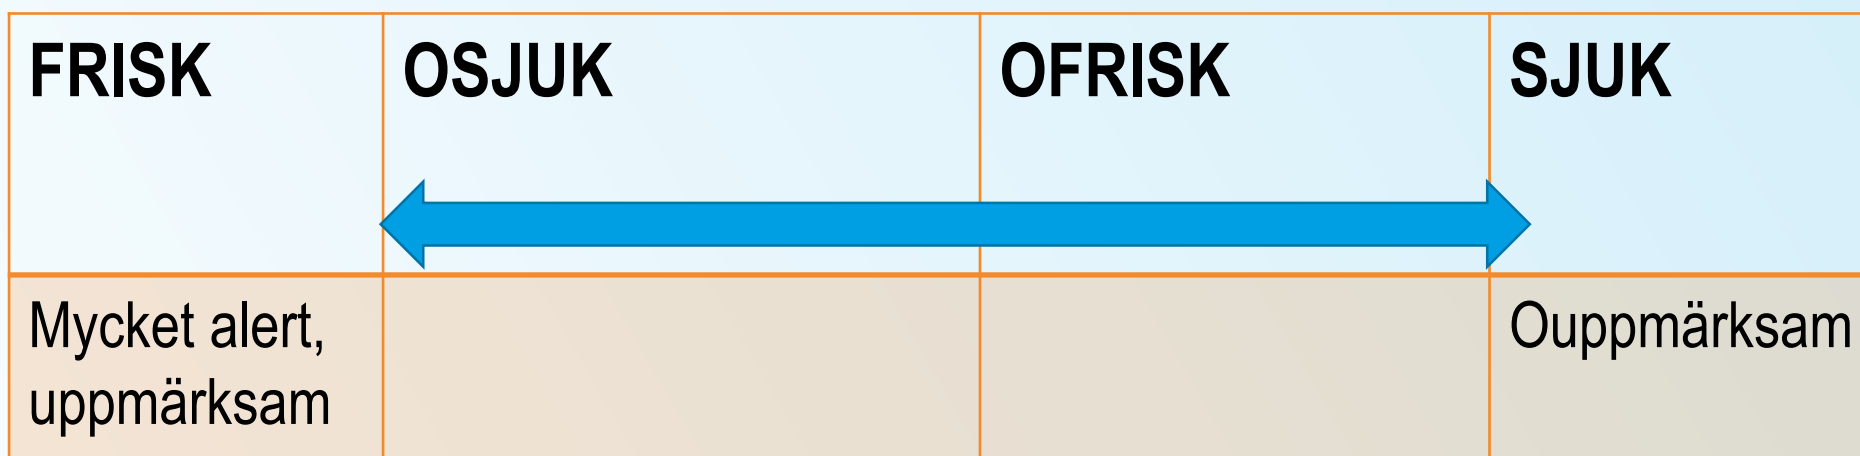 FRISK OSJUK OFRISK SJUK
Mycket alert, Ouppmärksam
uppmärksam